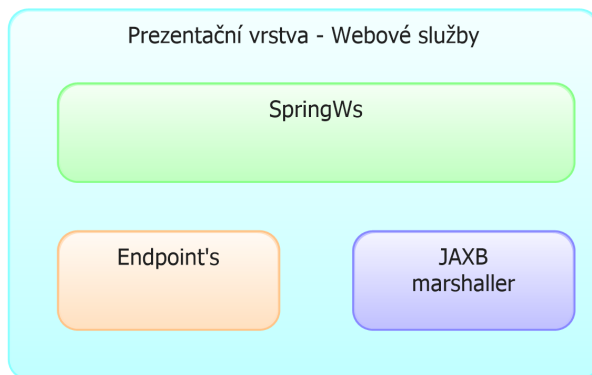 Prezentační vrstva - Webové služby
SpringWs
Endpoint's
JAXB
marshaller